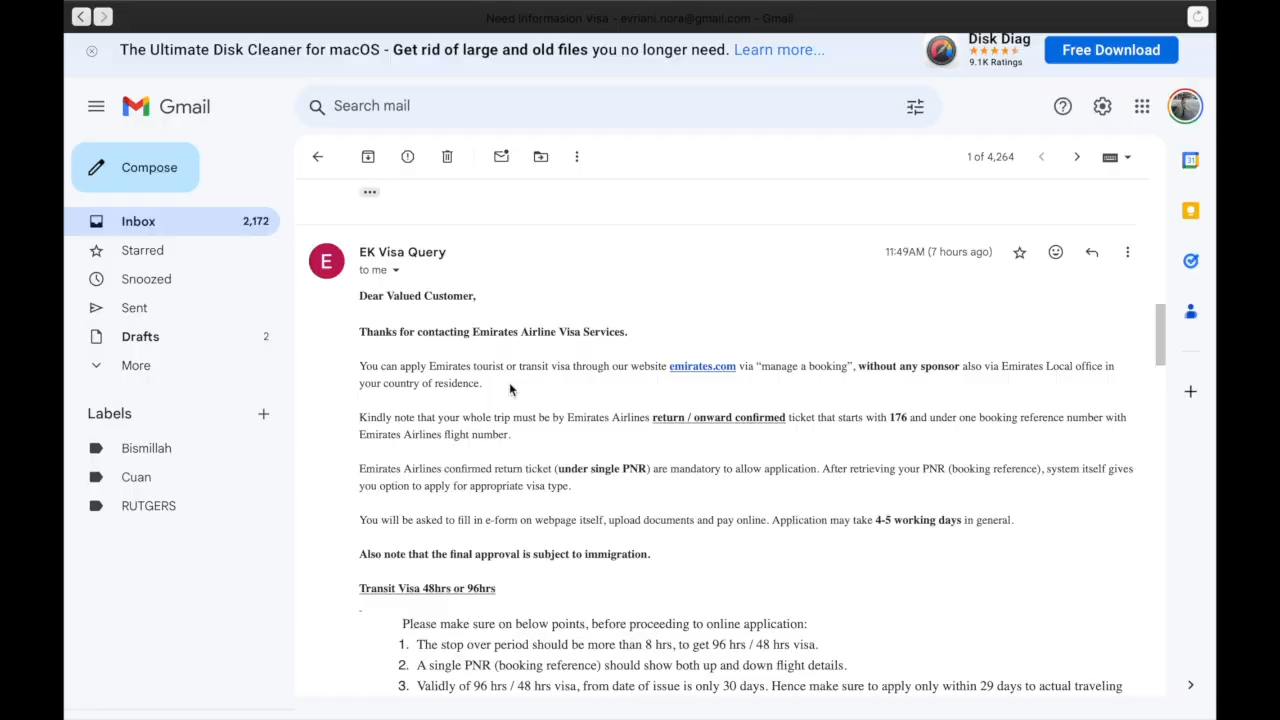 Need Informasion Visa - evriani.nora@gmail.com - Gmail
The Ultimate Disk Cleaner for macOS - Get rid of large and old files you no longer need. Learn more...
Disk Diag
9.1K Ratings
Free Download
Gmail
Search mail
Compose
1 of 4,264
Inbox 2,172
Starred
Snoozed
Sent
Drafts 2
More
Labels
Bismillah
Cuan
RUTGERS
E
EK Visa Query
11:49AM (7 hours ago)
to me
Dear Valued Customer,
Thanks for contacting Emirates Airline Visa Services.
You can apply Emirates tourist or transit visa through our website emirates.com via “manage a booking”, without any sponsor also via Emirates Local office in
your country of residence.
Kindly note that your whole trip must be by Emirates Airlines return / onward confirmed ticket that starts with 176 and under one booking reference number with
Emirates Airlines flight number.
Emirates Airlines confirmed return ticket (under single PNR) are mandatory to allow application. After retrieving your PNR (booking reference), system itself gives
you option to apply for appropriate visa type.
You will be asked to fill in e-form on webpage itself, upload documents and pay online. Application may take 4-5 working days in general.
Also note that the final approval is subject to immigration.
Transit Visa 48hrs or 96hrs
Please make sure on below points, before proceeding to online application:
1. The stop over period should be more than 8 hrs, to get 96 hrs / 48 hrs visa.
2. A single PNR (booking reference) should show both up and down flight details.
3. Validly of 96 hrs / 48 hrs visa, from date of issue is only 30 days. Hence make sure to apply only within 29 days to actual traveling
31